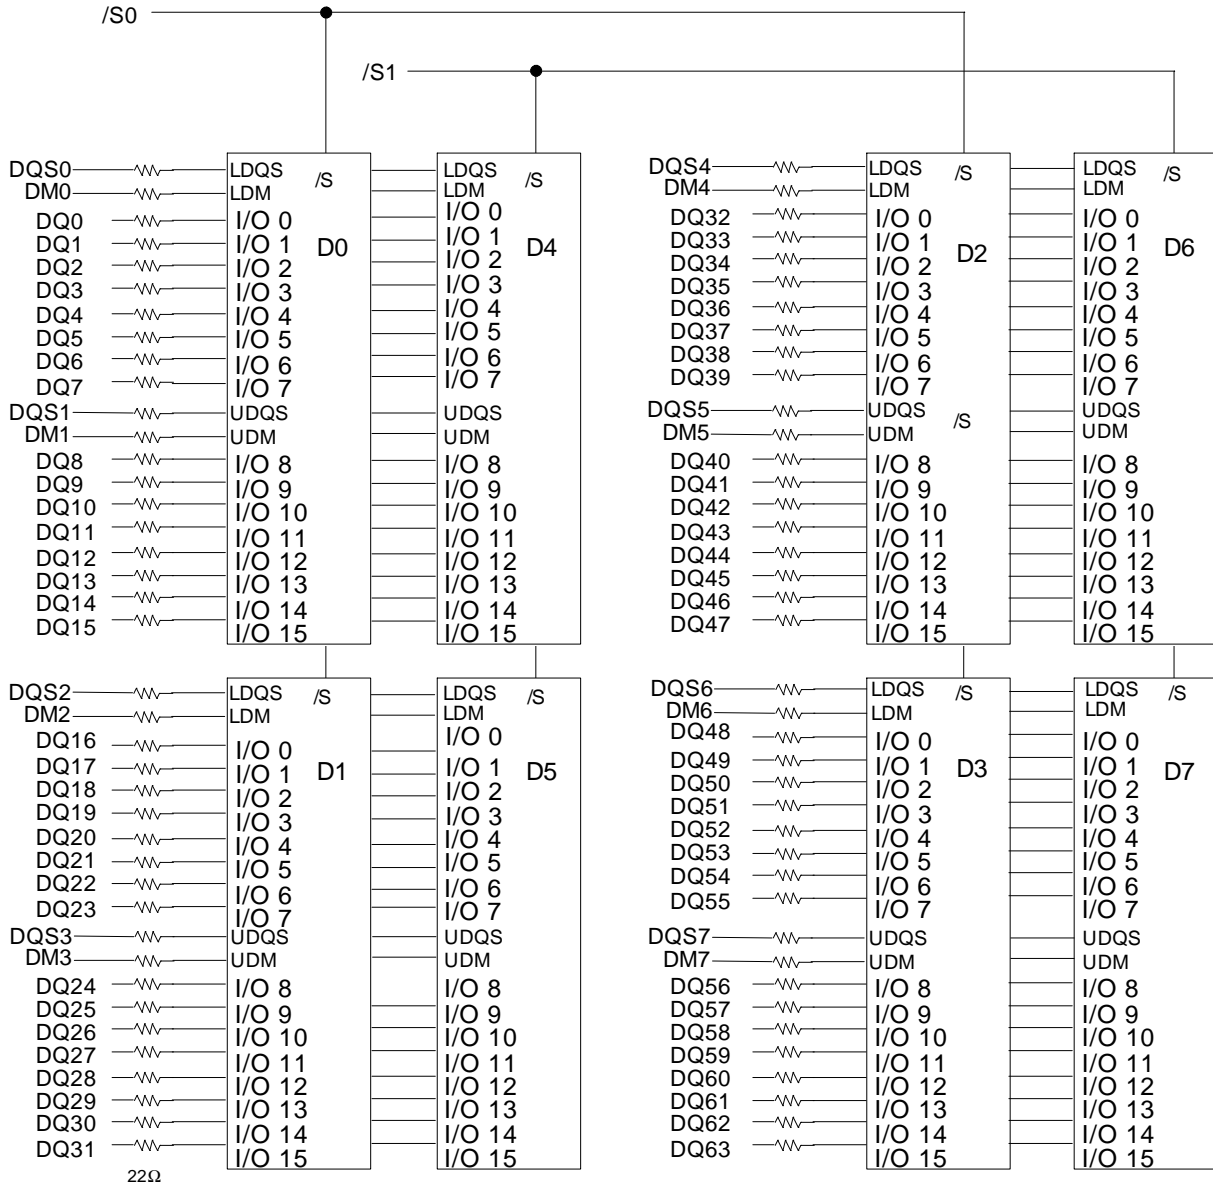 /S0
/S1
DQS0 LDQS /S LDQS /S
DM0 LDM LDM
DQ0 I/O 0 I/O 0
DQ1 I/O 1 D0 I/O 1 D4
DQ2 I/O 2 I/O 2
DQ3 I/O 3 I/O 3
DQ4 I/O 4 I/O 4
DQ5 I/O 5 I/O 5
DQ6 I/O 6 I/O 6
DQ7 I/O 7 I/O 7
DQS1 UDQS UDQS
DM1 UDM UDM
DQ8 I/O 8 I/O 8
DQ9 I/O 9 I/O 9
DQ10 I/O 10 I/O 10
DQ11 I/O 11 I/O 11
DQ12 I/O 12 I/O 12
DQ13 I/O 13 I/O 13
DQ14 I/O 14 I/O 14
DQ15 I/O 15 I/O 15
DQS4 LDQS /S LDQS /S
DM4 LDM LDM
DQ32 I/O 0 I/O 0
DQ33 I/O 1 D2 I/O 1 D6
DQ34 I/O 2 I/O 2
DQ35 I/O 3 I/O 3
DQ36 I/O 4 I/O 4
DQ37 I/O 5 I/O 5
DQ38 I/O 6 I/O 6
DQ39 I/O 7 I/O 7
DQS5 UDQS /S UDQS
DM5 UDM UDM
DQ40 I/O 8 I/O 8
DQ41 I/O 9 I/O 9
DQ42 I/O 10 I/O 10
DQ43 I/O 11 I/O 11
DQ44 I/O 12 I/O 12
DQ45 I/O 13 I/O 13
DQ46 I/O 14 I/O 14
DQ47 I/O 15 I/O 15
DQS2 LDQS /S LDQS /S
DM2 LDM LDM
DQ16 I/O 0 I/O 0
DQ17 I/O 1 D1 I/O 1 D5
DQ18 I/O 2 I/O 2
DQ19 I/O 3 I/O 3
DQ20 I/O 4 I/O 4
DQ21 I/O 5 I/O 5
DQ22 I/O 6 I/O 6
DQ23 I/O 7 I/O 7
DQS3 UDQS UDQS
DM3 UDM UDM
DQ24 I/O 8 I/O 8
DQ25 I/O 9 I/O 9
DQ26 I/O 10 I/O 10
DQ27 I/O 11 I/O 11
DQ28 I/O 12 I/O 12
DQ29 I/O 13 I/O 13
DQ30 I/O 14 I/O 14
DQ31 I/O 15 I/O 15
22Ω
DQS6 LDQS /S LDQS /S
DM6 LDM LDM
DQ48 I/O 0 I/O 0
DQ49 I/O 1 D3 I/O 1 D7
DQ50 I/O 2 I/O 2
DQ51 I/O 3 I/O 3
DQ52 I/O 4 I/O 4
DQ53 I/O 5 I/O 5
DQ54 I/O 6 I/O 6
DQ55 I/O 7 I/O 7
DQS7 UDQS UDQS
DM7 UDM UDM
DQ56 I/O 8 I/O 8
DQ57 I/O 9 I/O 9
DQ58 I/O 10 I/O 10
DQ59 I/O 11 I/O 11
DQ60 I/O 12 I/O 12
DQ61 I/O 13 I/O 13
DQ62 I/O 14 I/O 14
DQ63 I/O 15 I/O 15